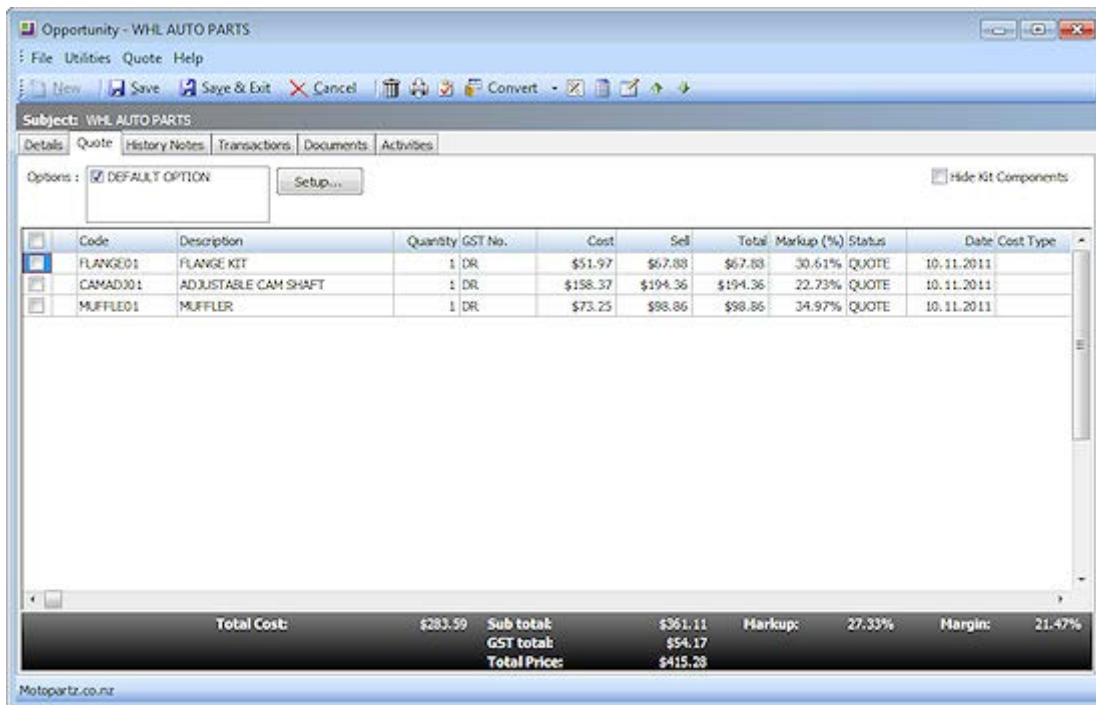 Opportunity - WHL AUTO PARTS
File Utilities Quote Help
New Save Save & Exit Cancel Convert
Subject: WHL AUTO PARTS
Details Quote History Notes Transactions Documents Activities
Options : DEFAULT OPTION Setup... Hide Kit Components
Code Description Quantity GST No. Cost Sell Total Markup (%) Status Date Cost Type
FLANGE01 FLANGE KIT 1 DR $51.97 $67.88 $67.88 30.61% QUOTE 10.11.2011
CAMADJ01 ADJUSTABLE CAM SHAFT 1 DR $158.37 $194.36 $194.36 22.73% QUOTE 10.11.2011
MUFFLE01 MUFFLER 1 DR $73.25 $98.86 $98.86 34.97% QUOTE 10.11.2011
Total Cost: $283.59 Sub total: $361.11 Markup: 27.33% Margin: 21.47%
GST total: $54.17
Total Price: $415.28
Motopartz.co.nz